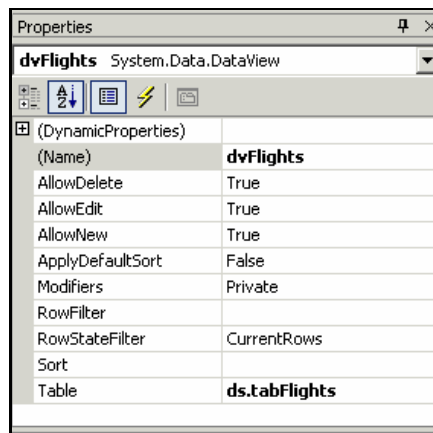 Properties
dvFlights System.Data.DataView
(DynamicProperties)
(Name) dvFlights
AllowDelete True
AllowEdit True
AllowNew True
ApplyDefaultSort False
Modifiers Private
RowFilter
RowStateFilter CurrentRows
Sort
Table ds.tabFlights